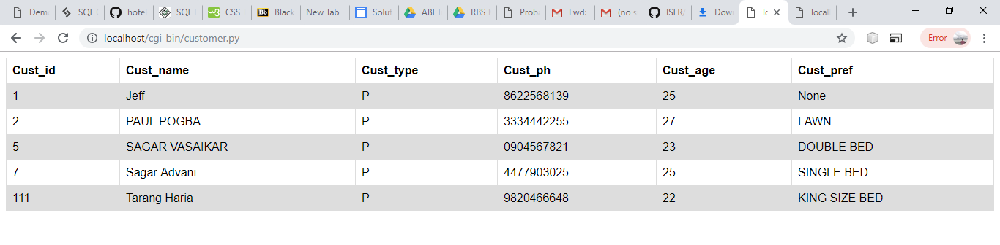 Dem SQL hotel SQL CSS T Black New Tab Solut ABI T RBS Proba Fwd: (no s ISLR Dow lo local
localhost/cgi-bin/customer.py Error
Cust_id Cust_name Cust_type Cust_ph Cust_age Cust_pref
1 Jeff P 8622568139 25 None
2 PAUL POGBA P 3334442255 27 LAWN
5 SAGAR VASAIKAR P 0904567821 23 DOUBLE BED
7 Sagar Advani P 4477903025 25 SINGLE BED
111 Tarang Haria P 9820466648 22 KING SIZE BED